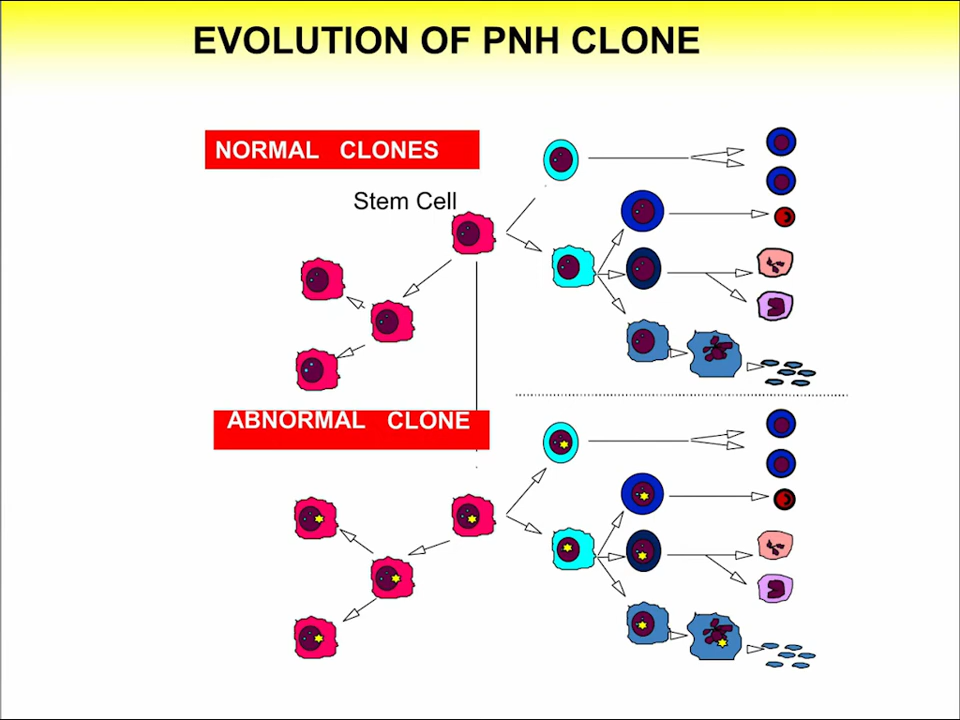 EVOLUTION OF PNH CLONE
NORMAL CLONES
Stem Cell
ABNORMAL CLONE